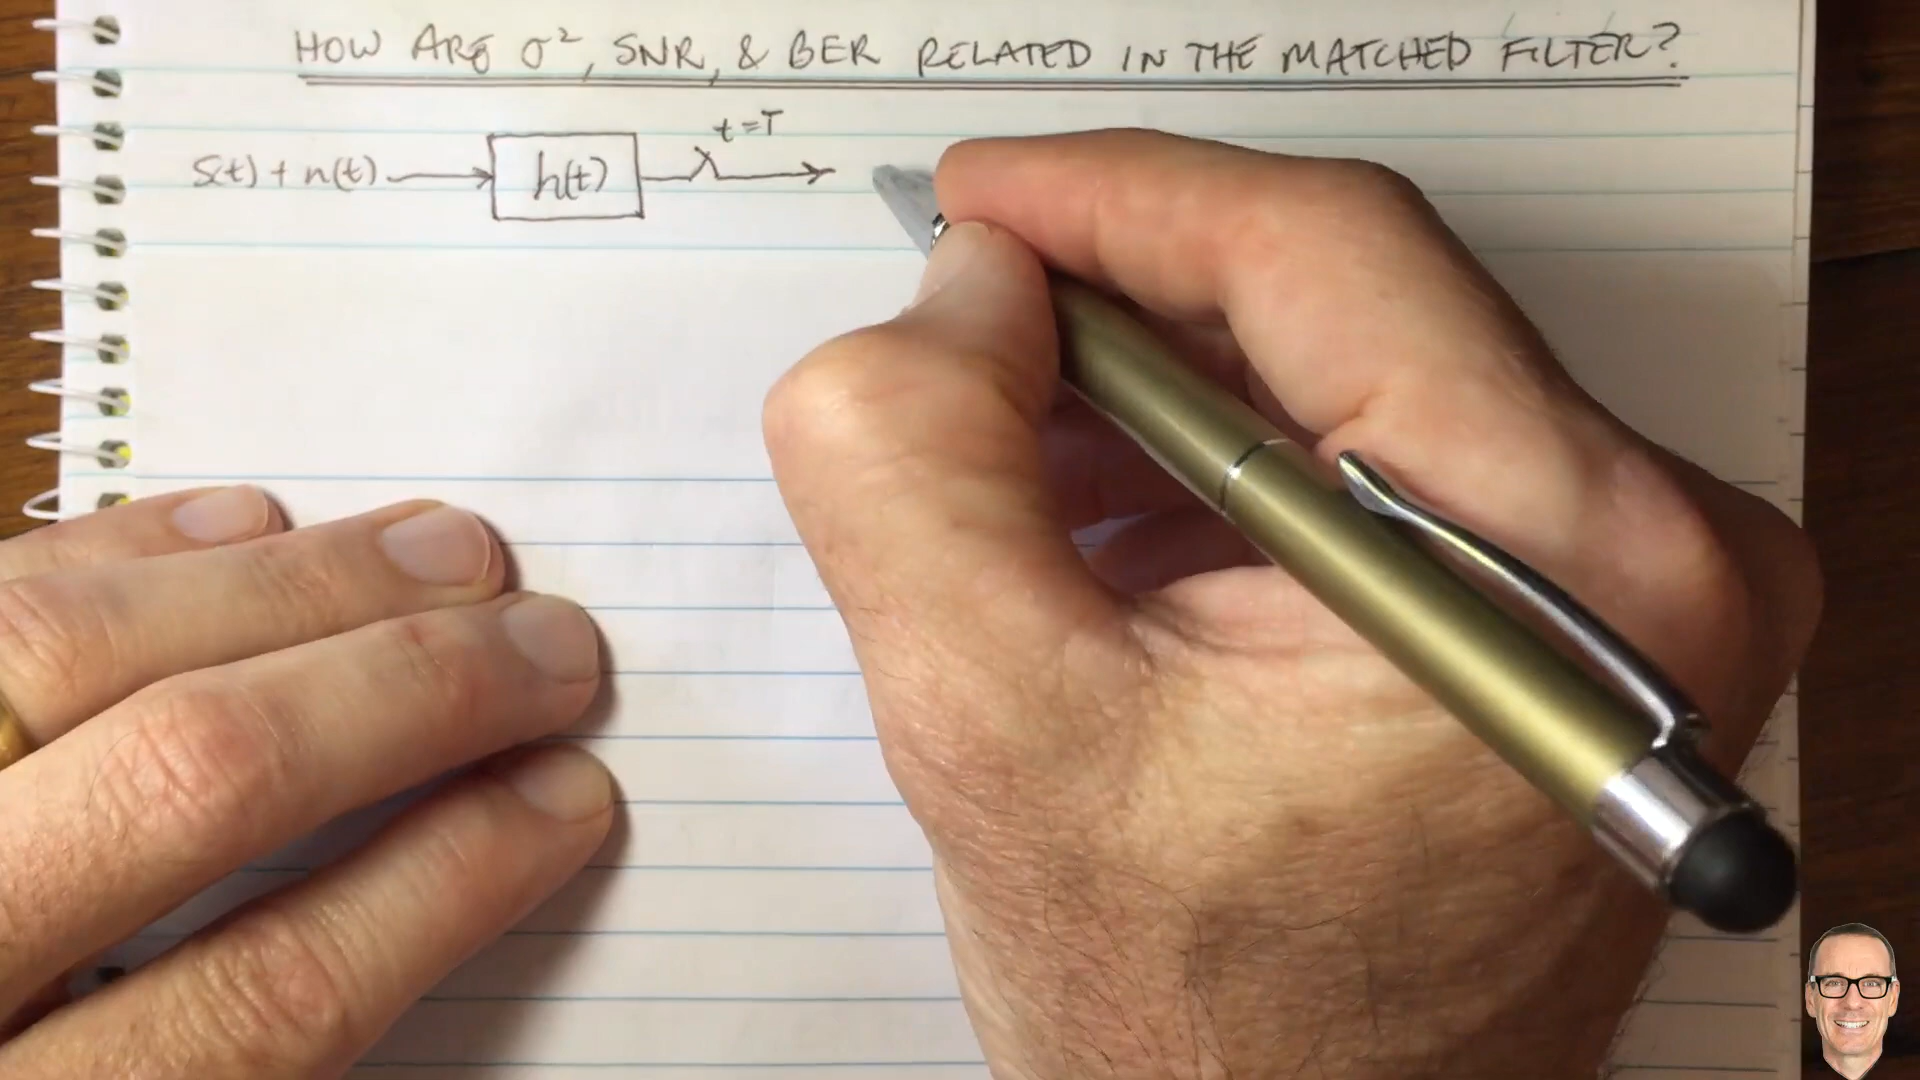 HOW ARE σ², SNR, & BER RELATED IN THE MATCHED FILTER?
t=T
s(t) + n(t) h(t)